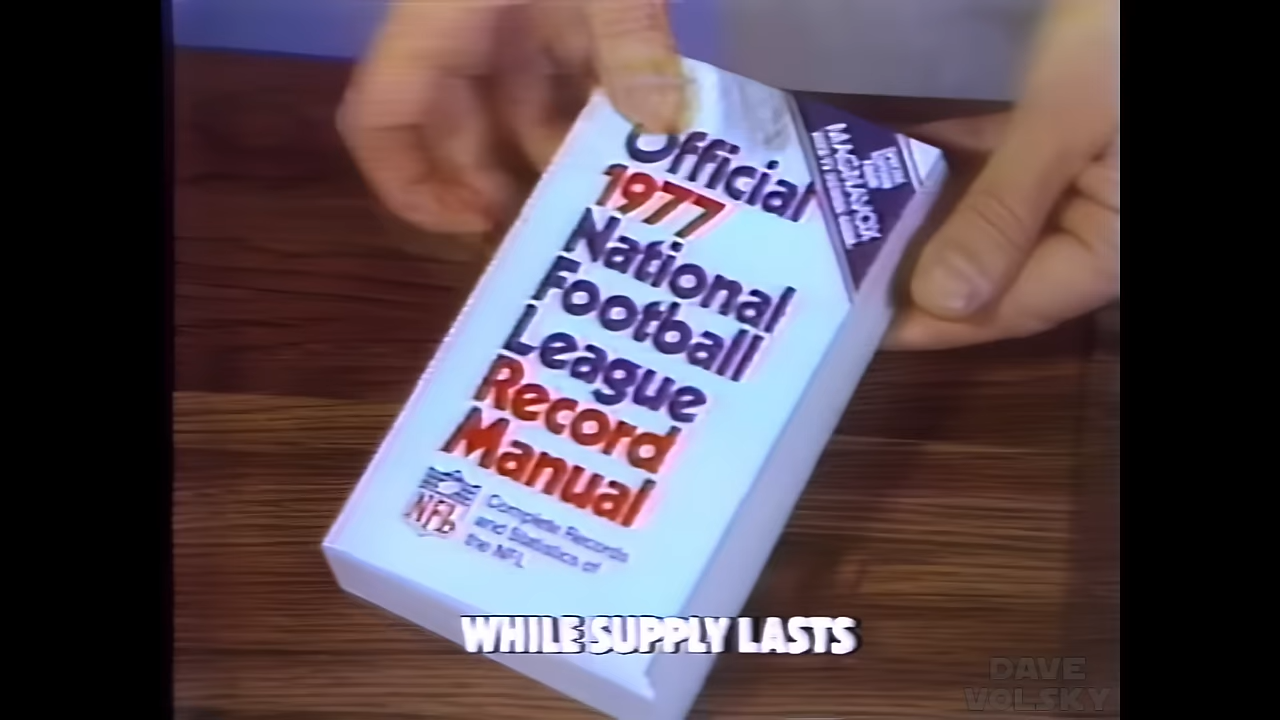 Official
1977
National
Football
League
Record
Manual
MAGNAVOX
NFL
Complete Records
and Statistics of
the NFL
WHILE SUPPLY LASTS
DAVE
VOLSKY